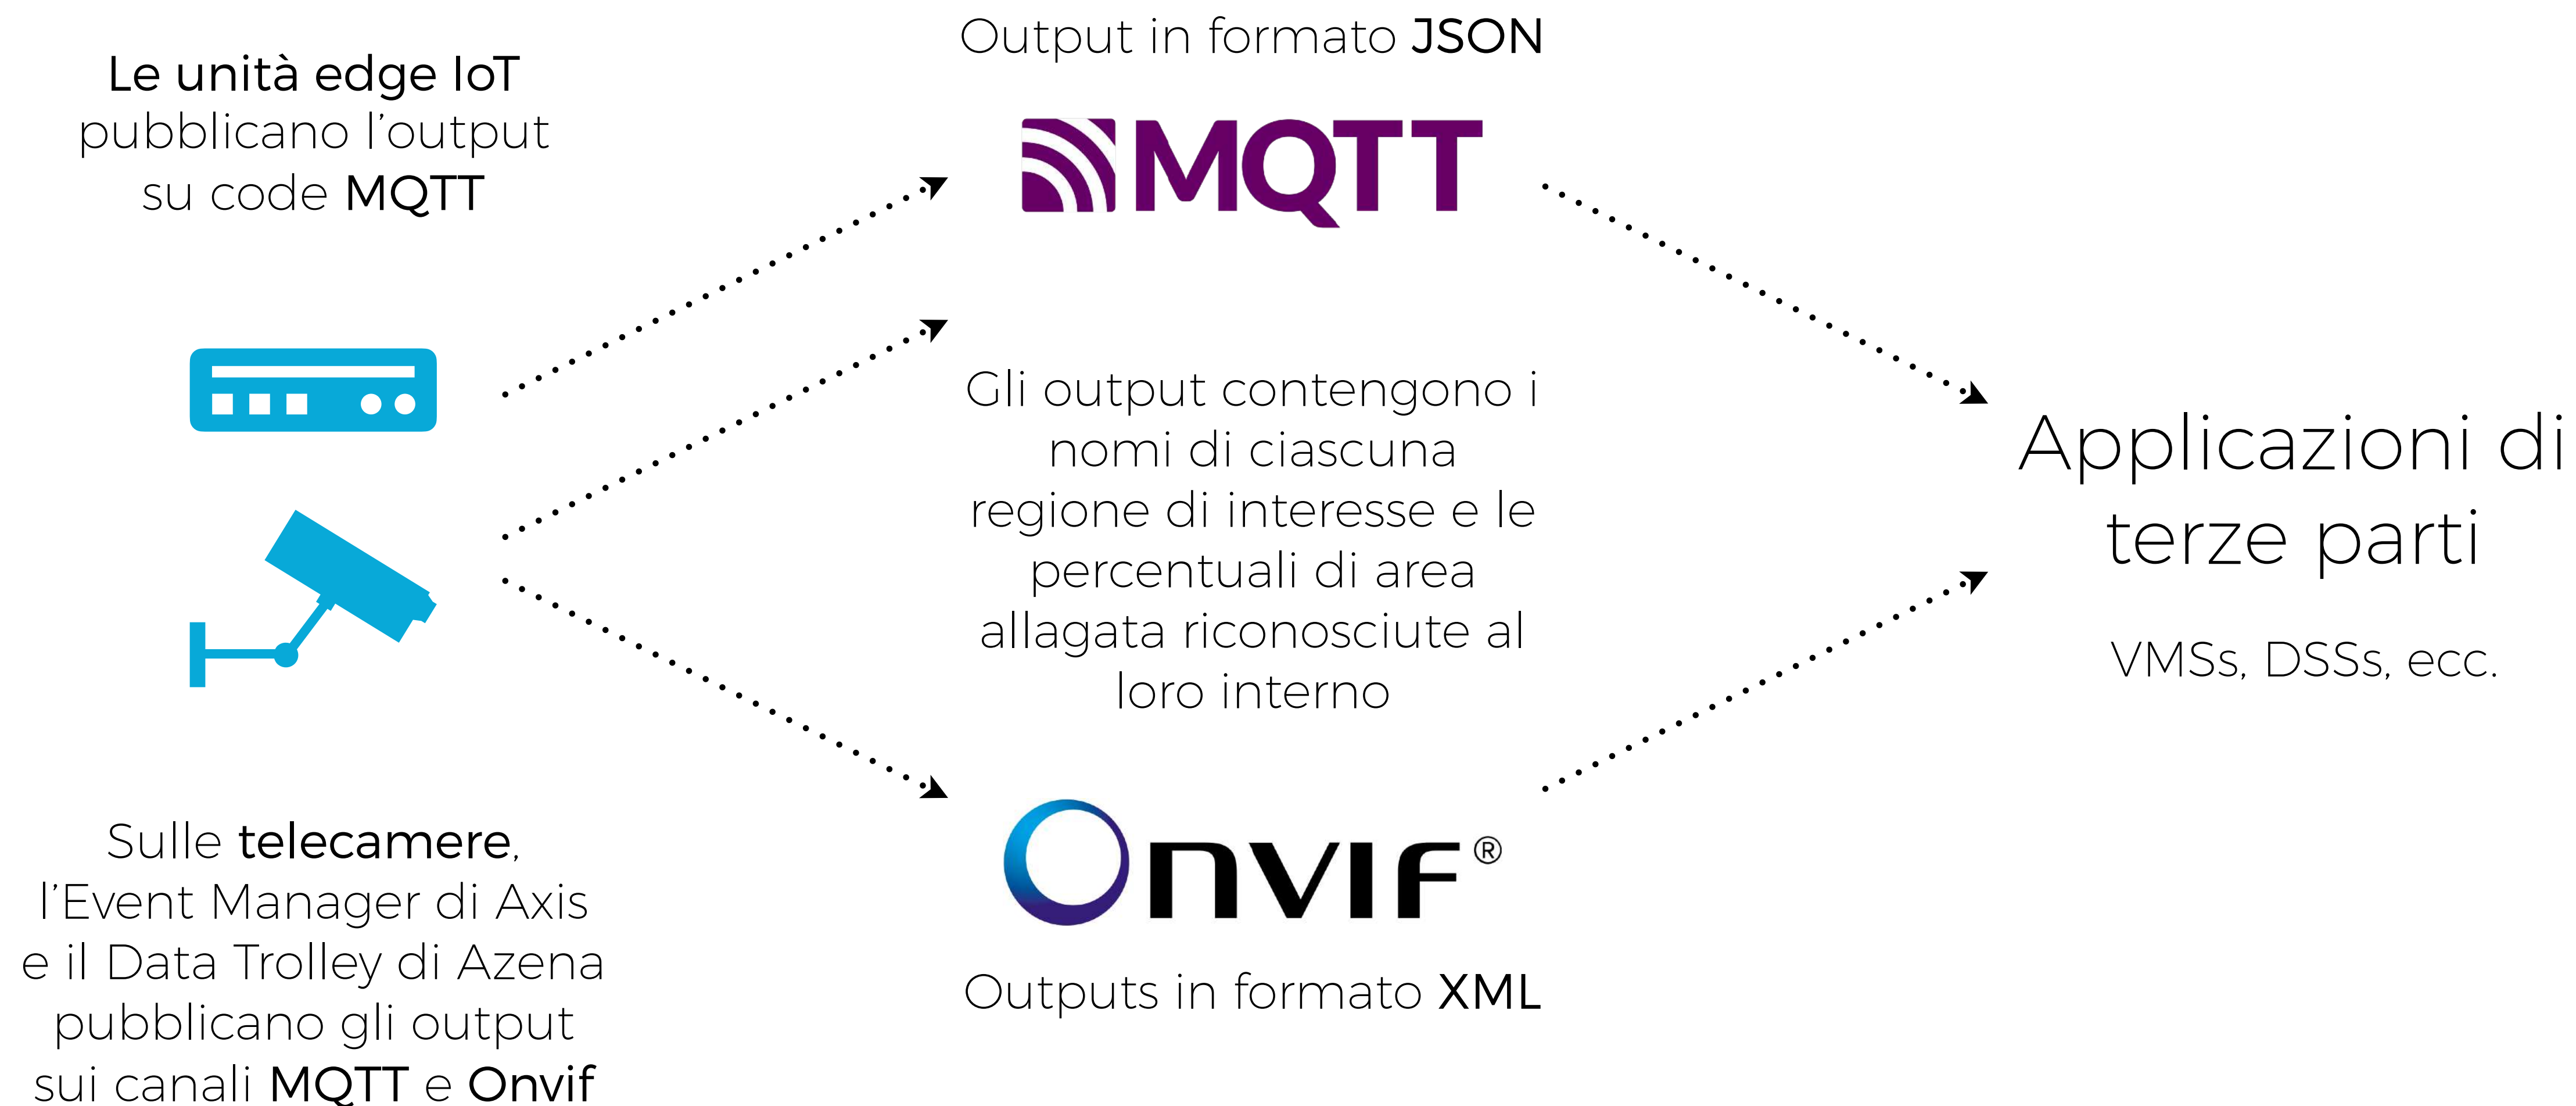 Le unità edge IoT
pubblicano l'output
su code MQTT
Output in formato JSON
MQTT
Gli output contengono i
nomi di ciascuna
regione di interesse e le
percentuali di area
allagata riconosciute al
loro interno
Applicazioni di
terze parti
VMSs, DSSs, ecc.
Sulle telecamere,
l'Event Manager di Axis
e il Data Trolley di Azena
pubblicano gli output
sui canali MQTT e Onvif
ONVIF®
Outputs in formato XML